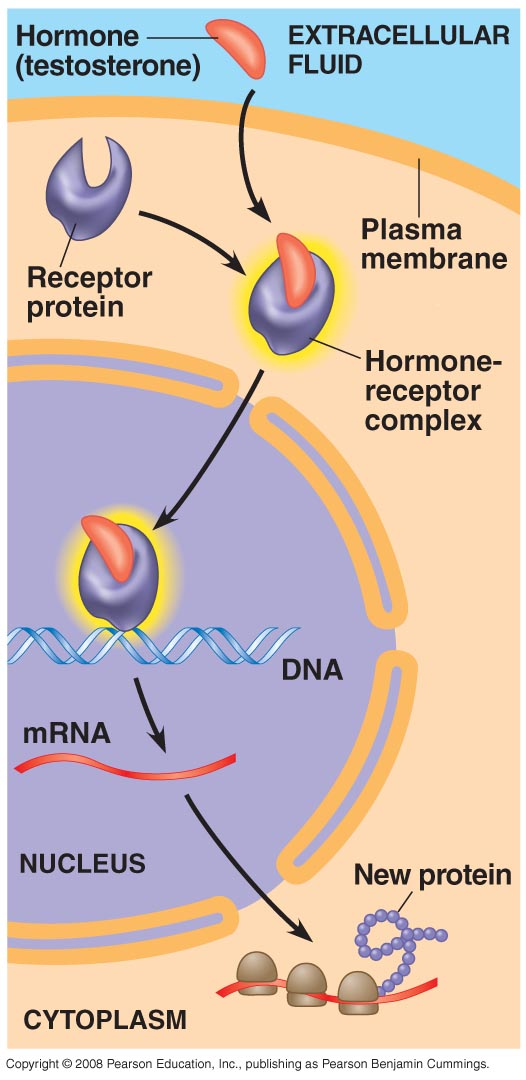 Hormone
(testosterone)
EXTRACELLULAR
FLUID
Plasma
membrane
Receptor
protein
Hormone-
receptor
complex
DNA
mRNA
NUCLEUS
New protein
CYTOPLASM
Copyright © 2008 Pearson Education, Inc., publishing as Pearson Benjamin Cummings.